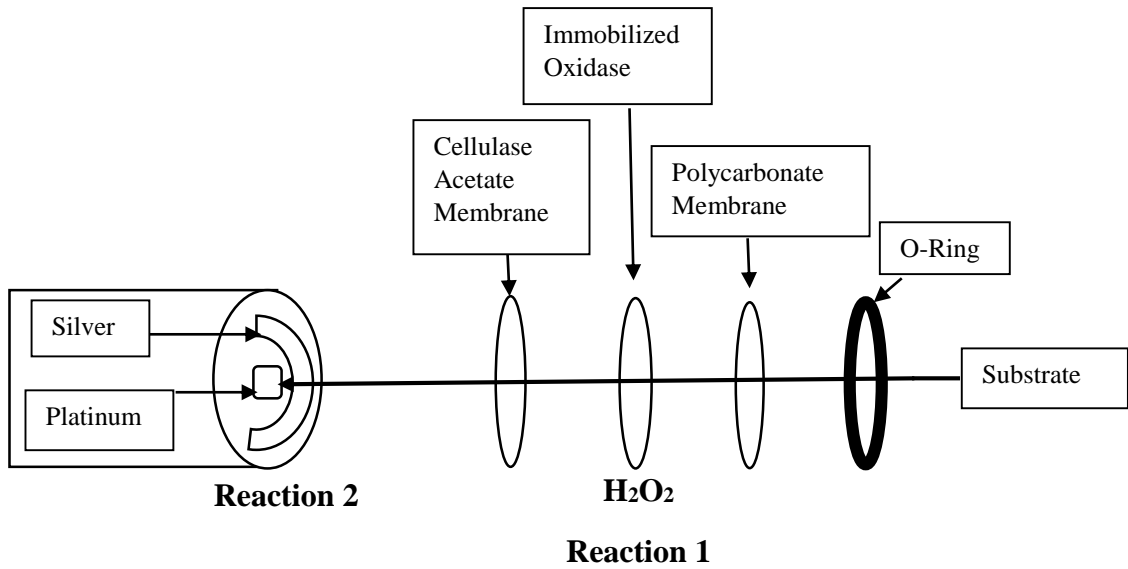 Immobilized
Oxidase
Cellulase
Acetate
Membrane
Polycarbonate
Membrane
O-Ring
Silver
Platinum
Substrate
Reaction 2
H₂O₂
Reaction 1